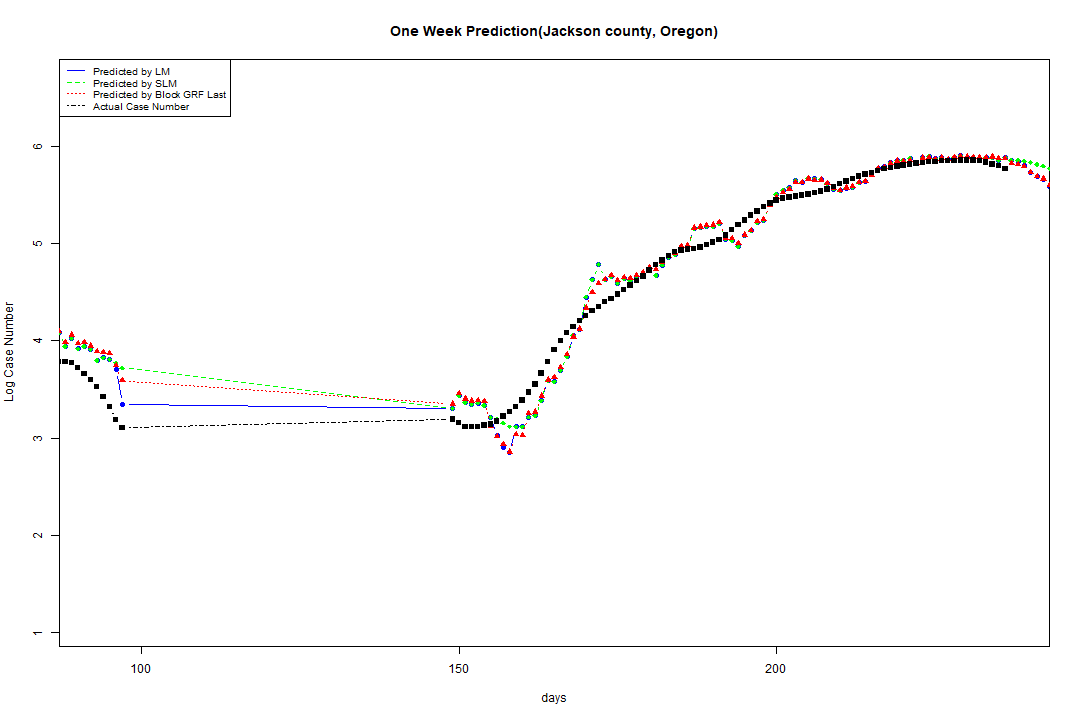 One Week Prediction(Jackson county, Oregon)
Predicted by LM
Predicted by SLM
Predicted by Block GRF Last
Actual Case Number
6
5
4
3
2
1
Log Case Number
100 150 200
days